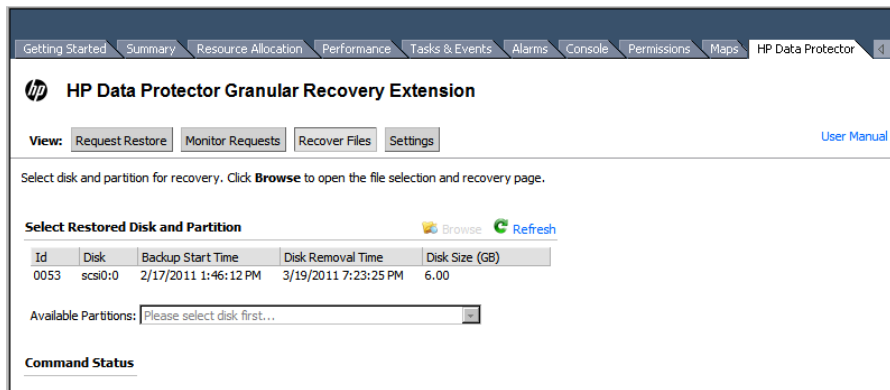 Getting Started Summary Resource Allocation Performance Tasks & Events Alarms Console Permissions Maps HP Data Protector
hp HP Data Protector Granular Recovery Extension
View: Request Restore Monitor Requests Recover Files Settings User Manual
Select disk and partition for recovery. Click Browse to open the file selection and recovery page.
Select Restored Disk and Partition Browse Refresh
Id Disk Backup Start Time Disk Removal Time Disk Size (GB)
0053 scsi0:0 2/17/2011 1:46:12 PM 3/19/2011 7:23:25 PM 6.00
Available Partitions: Please select disk first...
Command Status